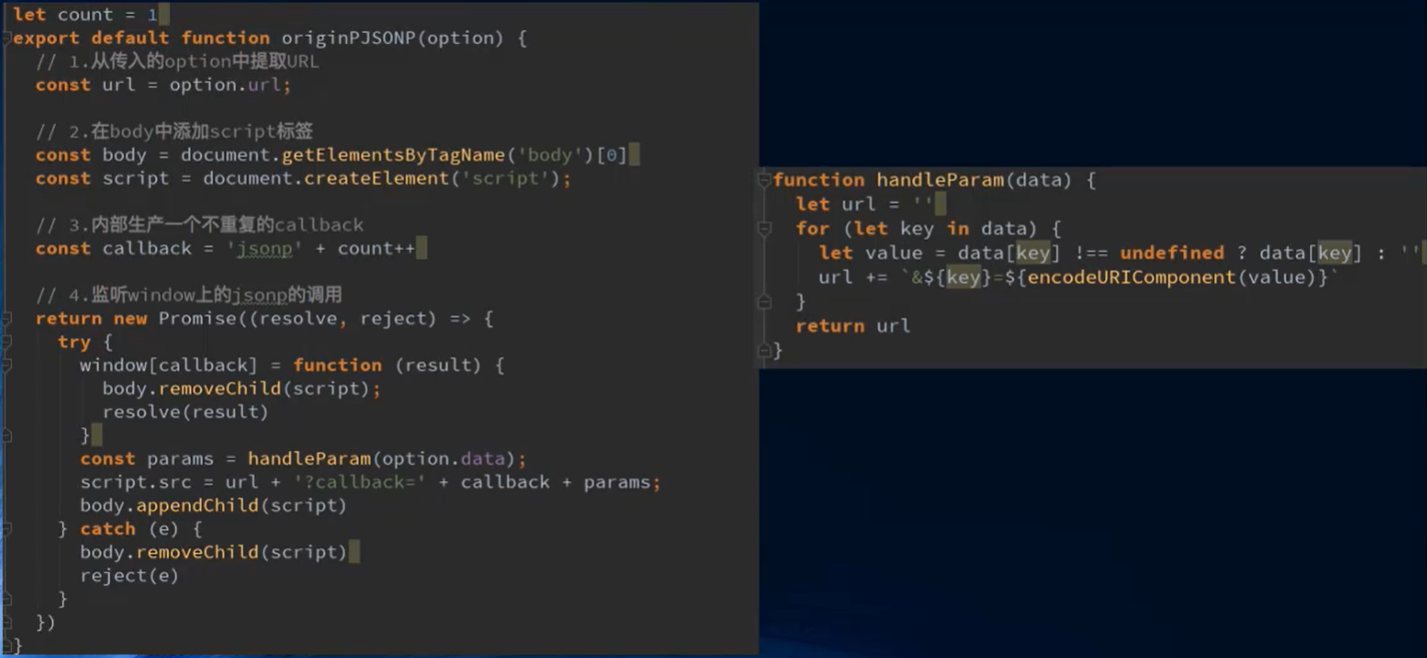 let count = 1
export default function originPJSONP(option) {
// 1.从传入的option中提取URL
const url = option.url;
// 2.在body中添加script标签
const body = document.getElementsByTagName('body')[0]
const script = document.createElement('script');
// 3.内部生产一个不重复的callback
const callback = 'jsonp' + count++
// 4.监听window上的jsonp的调用
return new Promise((resolve, reject) => {
try {
window[callback] = function (result) {
body.removeChild(script);
resolve(result)
}
const params = handleParam(option.data);
script.src = url + '?callback=' + callback + params;
body.appendChild(script)
} catch (e) {
body.removeChild(script)
reject(e)
}
})
}
function handleParam(data) {
let url = ''
for (let key in data) {
let value = data[key] !== undefined ? data[key] : ''
url += `&${key}=${encodeURIComponent(value)}`
}
return url
}